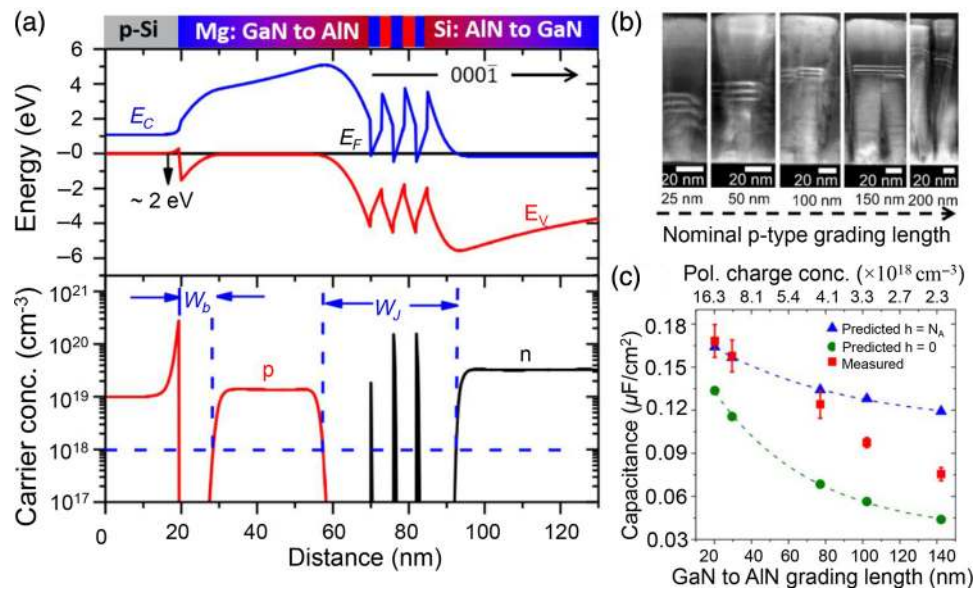 (a)
p-Si Mg: GaN to AlN Si: AlN to GaN
0001̄
E_C
E_F
~ 2 eV
E_V
Energy (eV)
6
4
2
–0
–2
–4
–6
W_b
W_J
p
n
Carrier conc. (cm⁻³)
10²¹
10²⁰
10¹⁹
10¹⁸
10¹⁷
0 20 40 60 80 100 120
Distance (nm)
(b)
20 nm 20 nm 20 nm 20 nm 20 nm
25 nm 50 nm 100 nm 150 nm 200 nm
Nominal p-type grading length
(c)
Pol. charge conc. (×10¹⁸ cm⁻³)
16.3 8.1 5.4 4.1 3.3 2.7 2.3
Predicted h = N_A
Predicted h = 0
Measured
Capacitance (µF/cm²)
0.18
0.15
0.12
0.09
0.06
0.03
20 40 60 80 100 120 140
GaN to AlN grading length (nm)